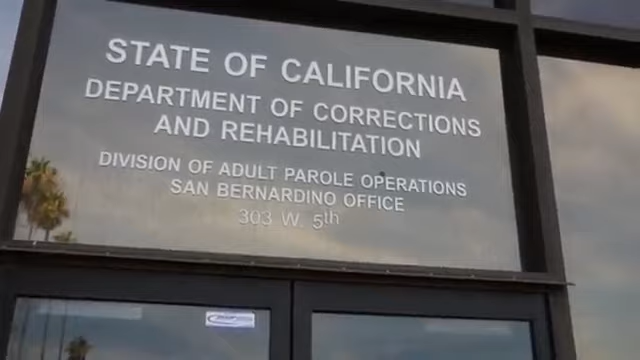 STATE OF CALIFORNIA
DEPARTMENT OF CORRECTIONS
AND REHABILITATION
DIVISION OF ADULT PAROLE OPERATIONS
SAN BERNARDINO OFFICE
303 W. 5th